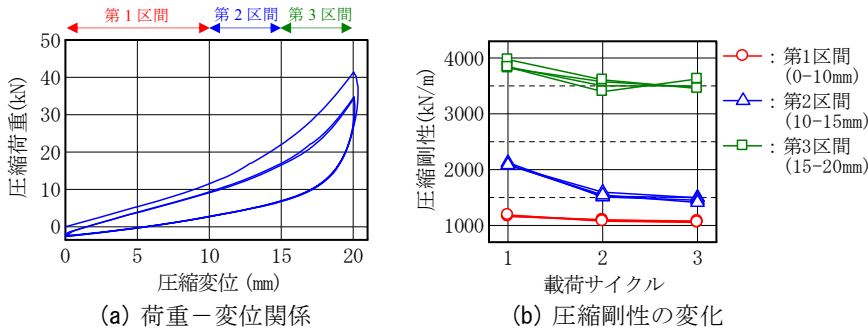 第１区間 第２区間 第３区間
50
40
30
20
10
0
圧縮荷重(kN)
0 5 10 15 20
圧縮変位 (mm)
(a) 荷重－変位関係
4000
3500
3000
2500
2000
1500
1000
圧縮剛性(kN/m)
1 2 3
載荷サイクル
(b) 圧縮剛性の変化
：第1区間
(0-10mm)
：第2区間
(10-15mm)
：第3区間
(15-20mm)